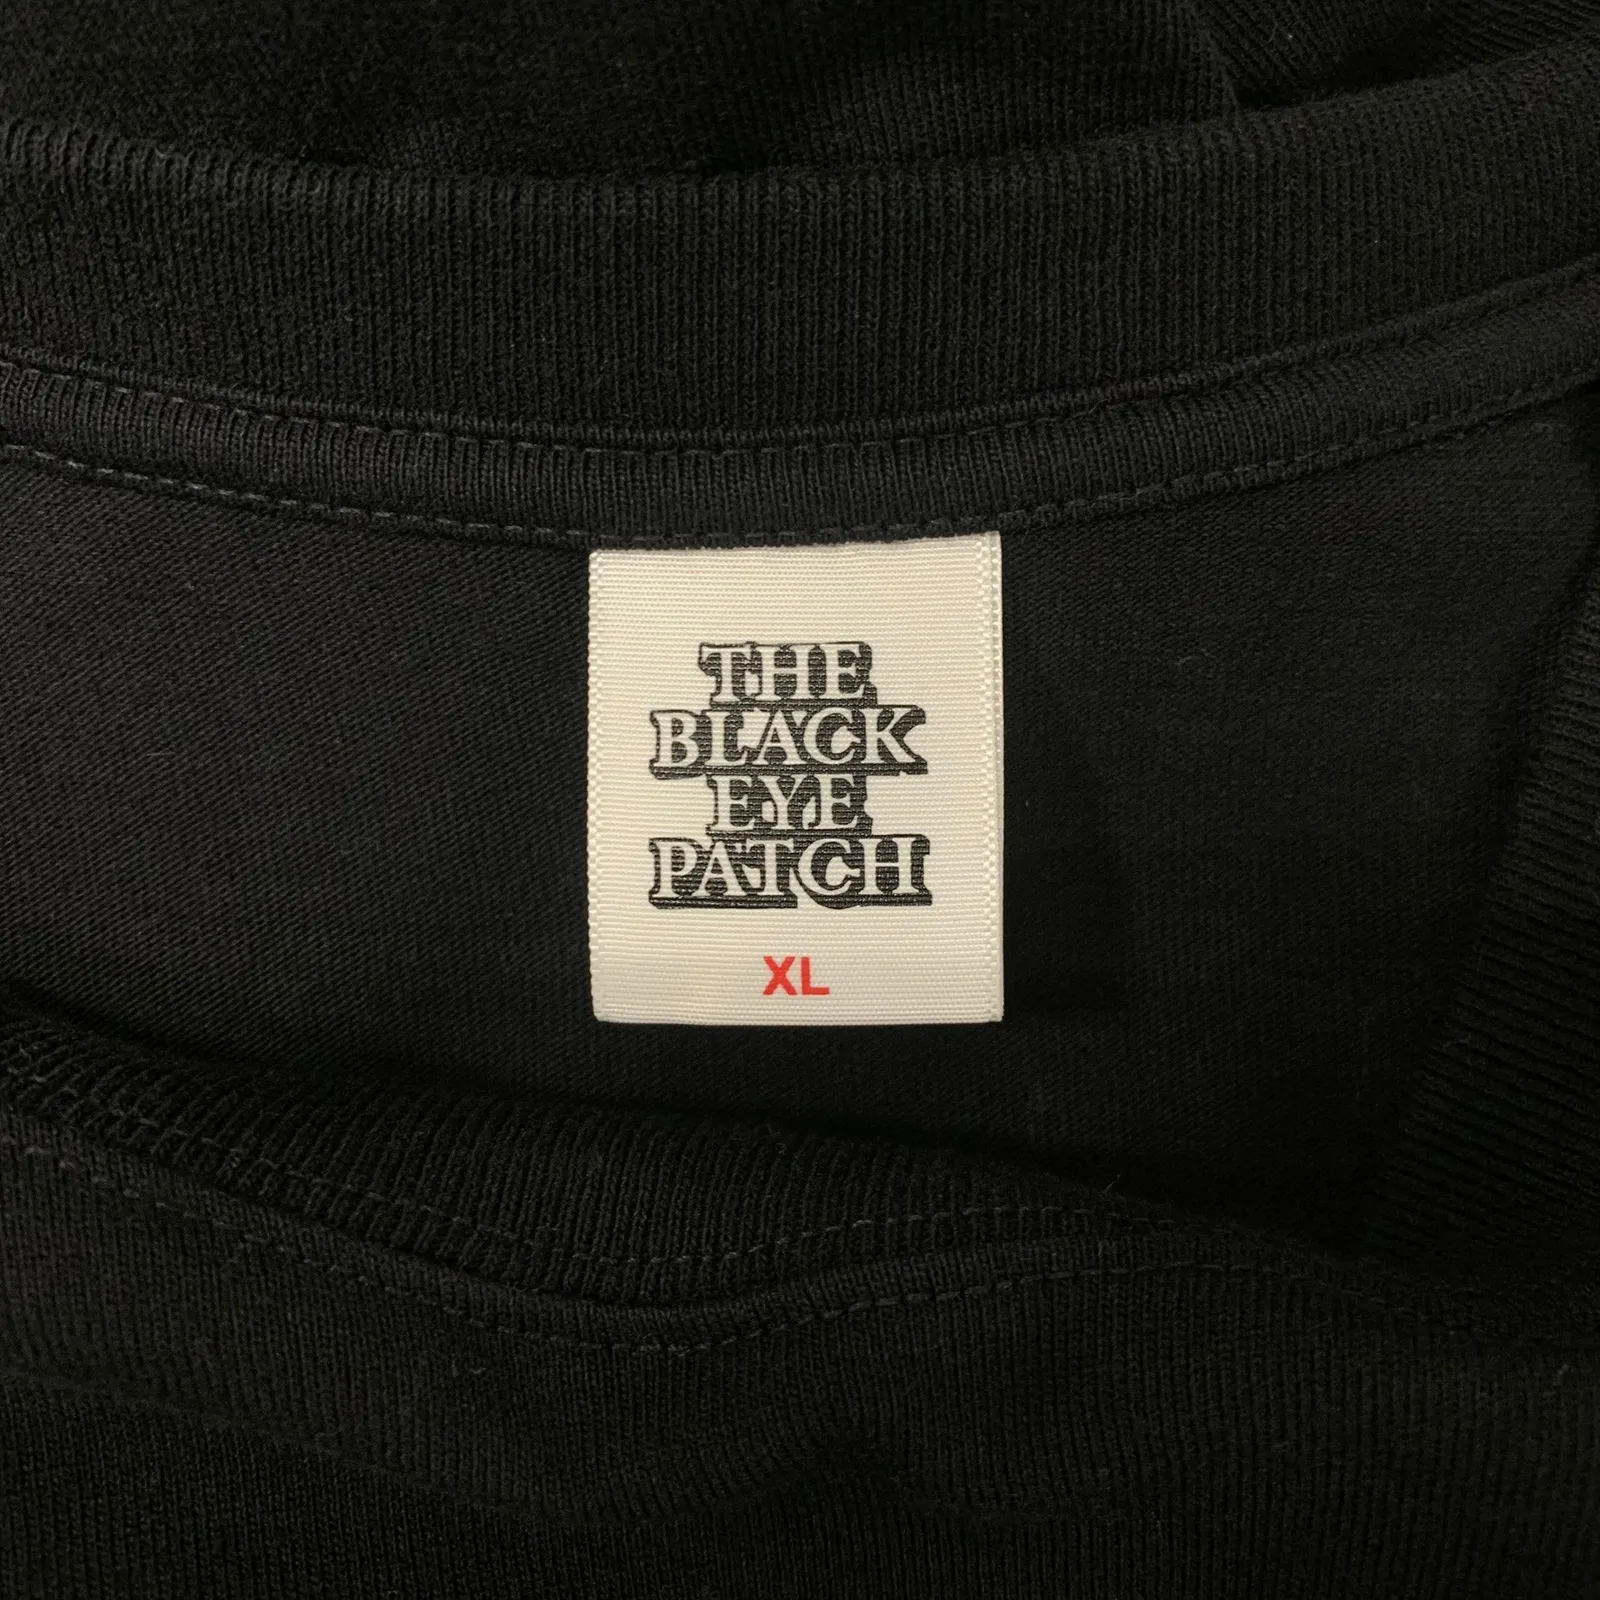 THE
BLACK
EYE
PATCH
XL